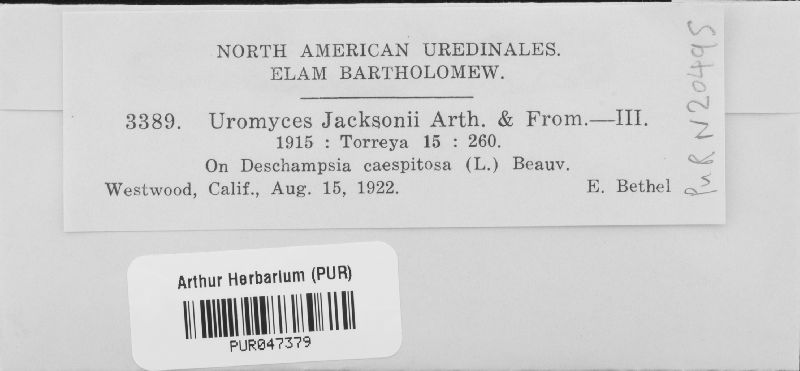 NORTH AMERICAN UREDINALES.
ELAM BARTHOLOMEW.
3389. Uromyces Jacksonii Arth. & From.—III.
1915 : Torreya 15 : 260.
On Deschampsia caespitosa (L.) Beauv.
Westwood, Calif., Aug. 15, 1922. E. Bethel
PuR N20495
Arthur Herbarium (PUR)
PUR047379